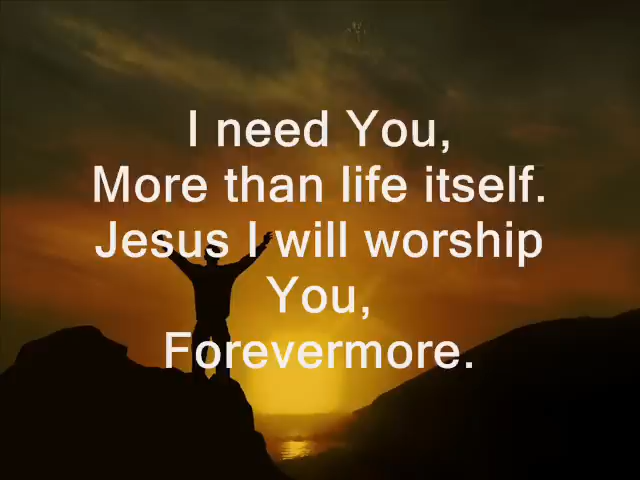 I need You,
More than life itself.
Jesus I will worship
You,
Forevermore.